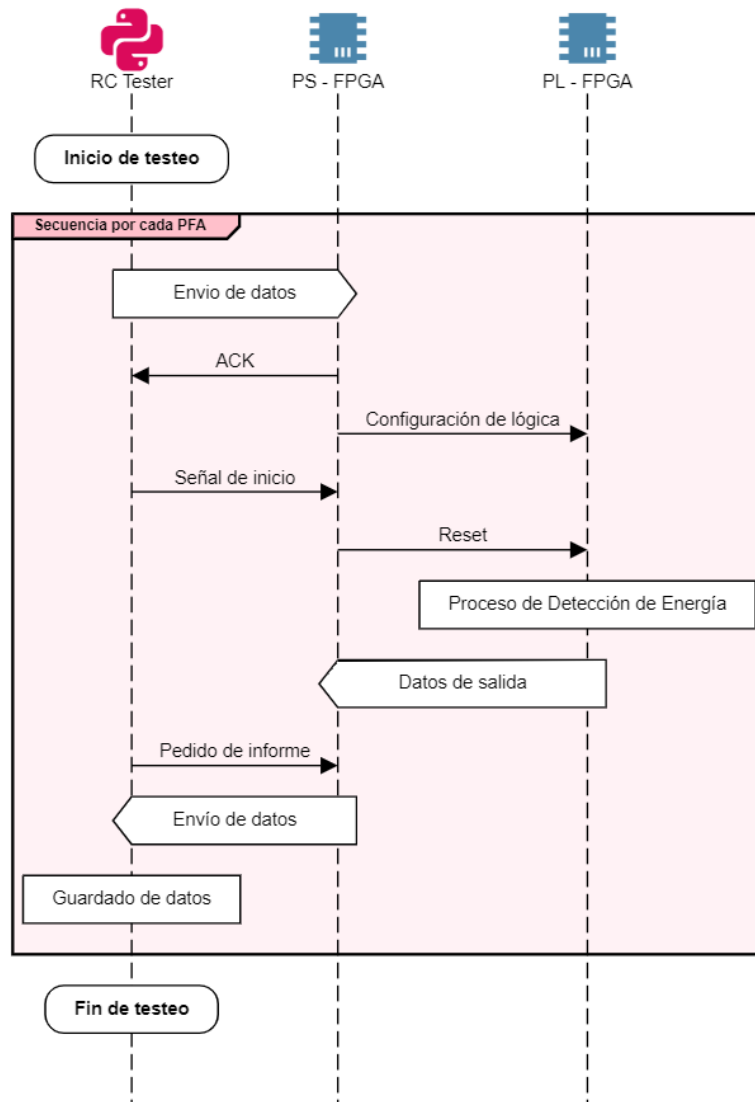 RC Tester
PS - FPGA
PL - FPGA
Inicio de testeo
Secuencia por cada PFA
Envio de datos
ACK
Configuración de lógica
Señal de inicio
Reset
Proceso de Detección de Energía
Datos de salida
Pedido de informe
Envío de datos
Guardado de datos
Fin de testeo